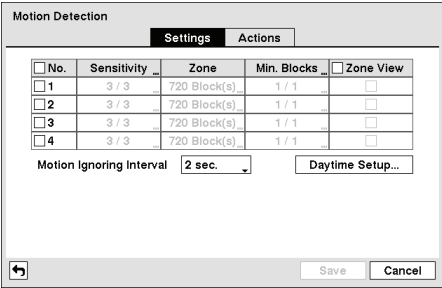 Motion Detection
Settings Actions
No. Sensitivity ... Zone Min. Blocks ... Zone View
1 3 / 3 ... 720 Block(s)... 1 / 1 ...
2 3 / 3 ... 720 Block(s)... 1 / 1 ...
3 3 / 3 ... 720 Block(s)... 1 / 1 ...
4 3 / 3 ... 720 Block(s)... 1 / 1 ...
Motion Ignoring Interval 2 sec. Daytime Setup...
Save Cancel